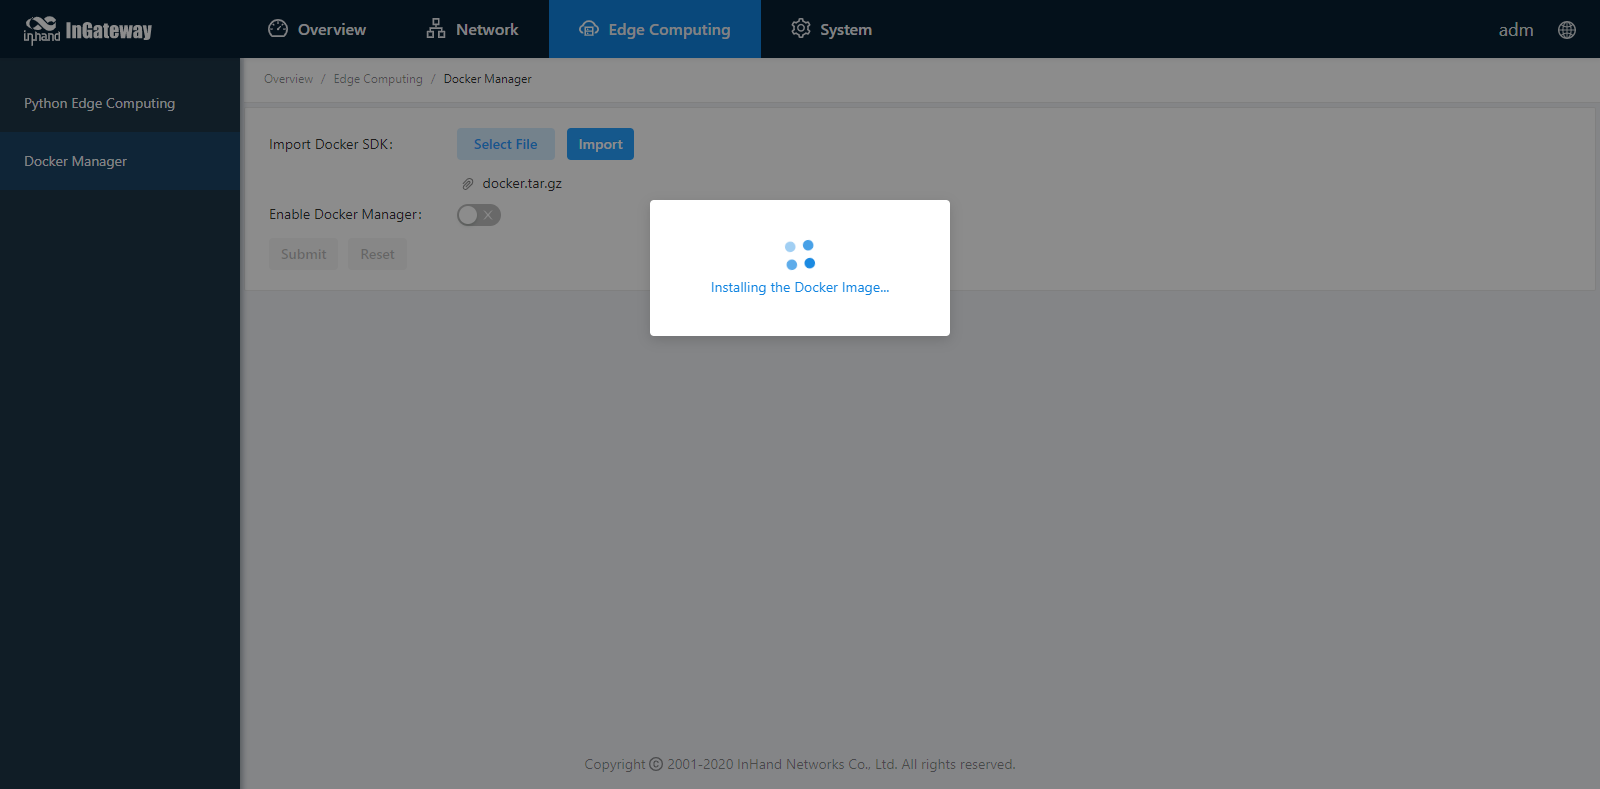 inhand InGateway
Overview
Network
Edge Computing
System
adm
Python Edge Computing
Docker Manager
Overview / Edge Computing / Docker Manager
Import Docker SDK:
Select File
Import
docker.tar.gz
Enable Docker Manager:
Submit
Reset
Installing the Docker Image...
Copyright © 2001-2020 InHand Networks Co., Ltd. All rights reserved.